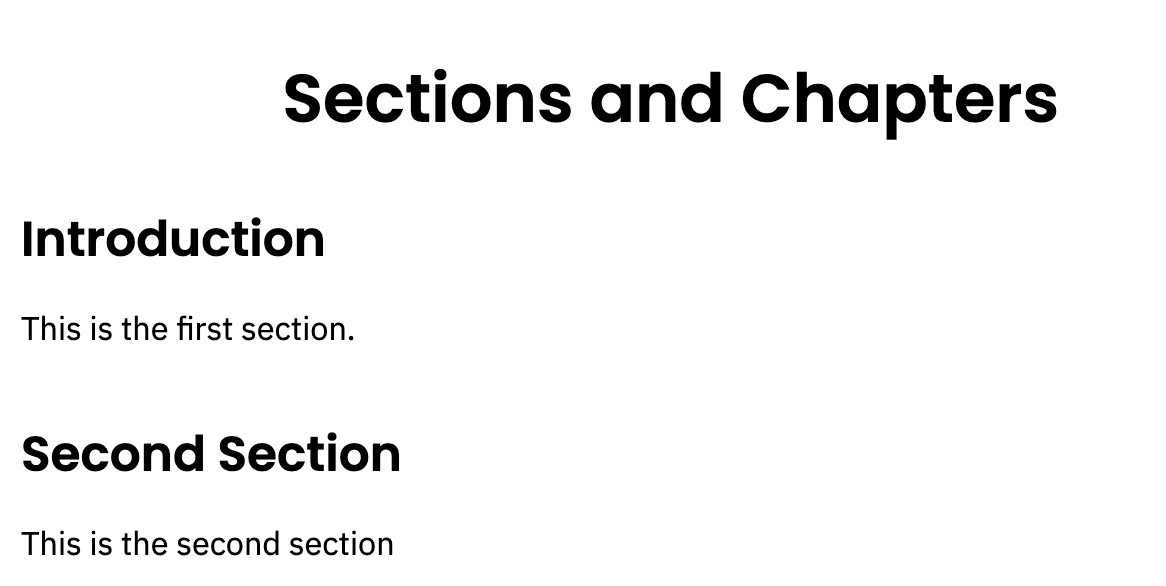 Sections and Chapters
Introduction
This is the first section.
Second Section
This is the second section